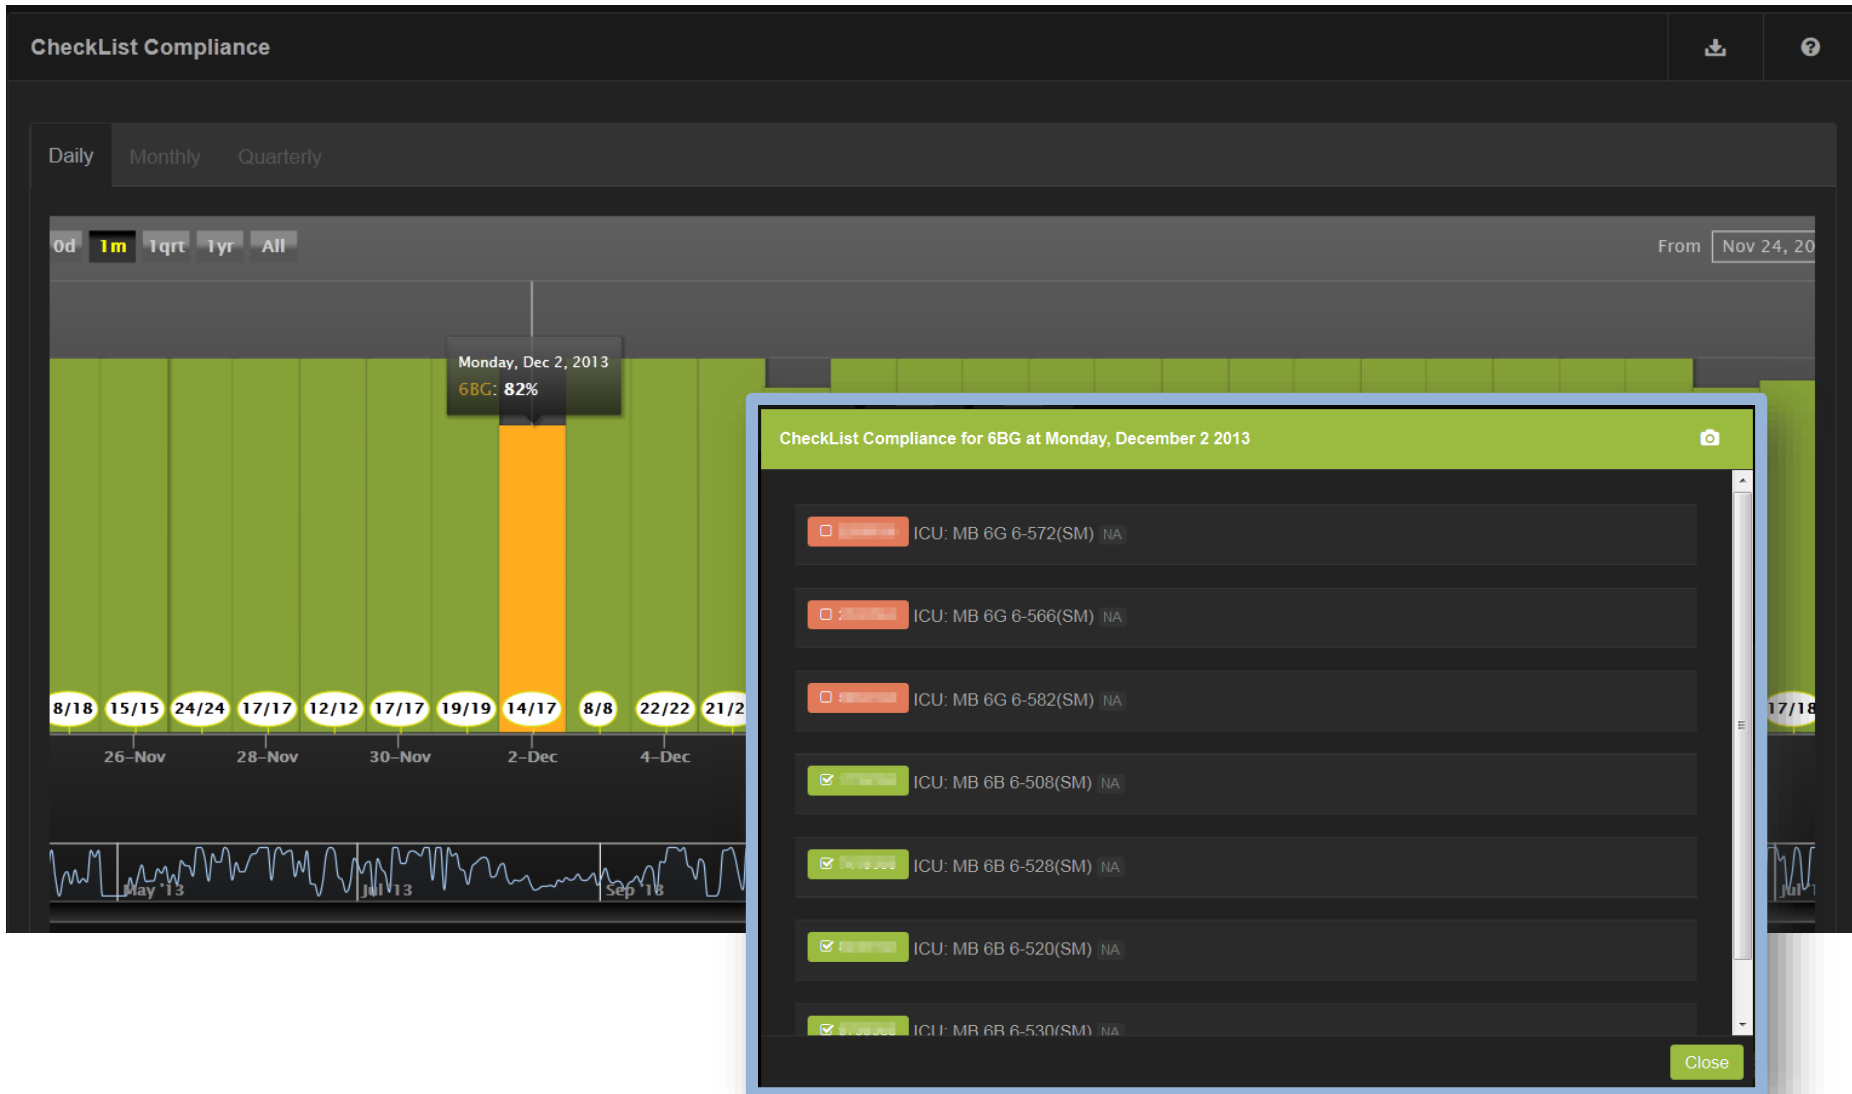 CheckList Compliance
Daily Monthly Quarterly
0d 1m 1qrt 1yr All From Nov 24, 20
Monday, Dec 2, 2013
6BG: 82%
8/18 15/15 24/24 17/17 12/12 17/17 19/19 14/17 8/8 22/22 21/2 17/18
26-Nov 28-Nov 30-Nov 2-Dec 4-Dec
May '13 Jul '13 Sep '13 Jul '
CheckList Compliance for 6BG at Monday, December 2 2013
ICU: MB 6G 6-572(SM) NA
ICU: MB 6G 6-566(SM) NA
ICU: MB 6G 6-582(SM) NA
ICU: MB 6B 6-508(SM) NA
ICU: MB 6B 6-528(SM) NA
ICU: MB 6B 6-520(SM) NA
ICU: MB 6B 6-530(SM) NA
Close